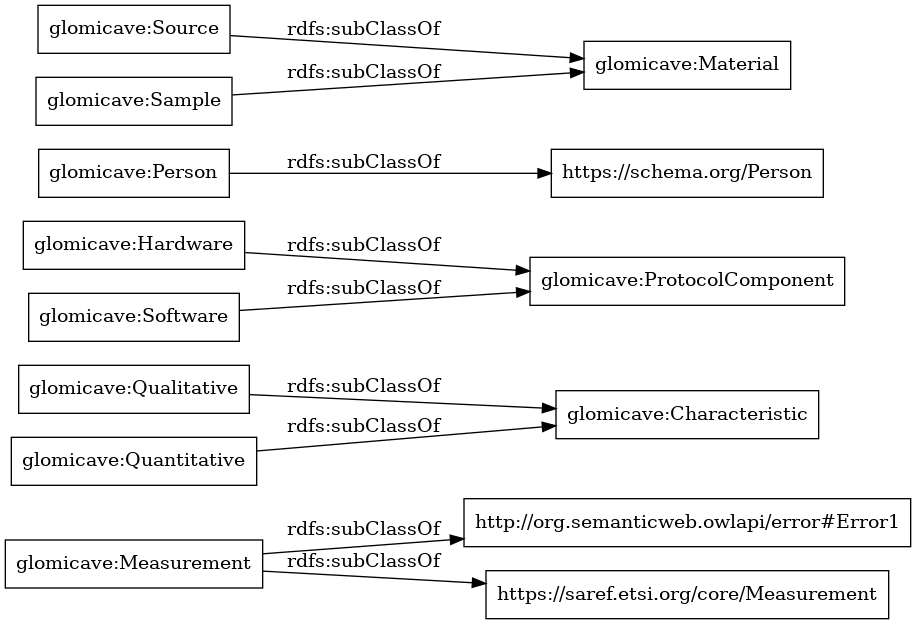 glomicave:Source
rdfs:subClassOf
glomicave:Material
glomicave:Sample
rdfs:subClassOf
glomicave:Person
rdfs:subClassOf
https://schema.org/Person
glomicave:Hardware
rdfs:subClassOf
glomicave:ProtocolComponent
glomicave:Software
rdfs:subClassOf
glomicave:Qualitative
rdfs:subClassOf
glomicave:Characteristic
glomicave:Quantitative
rdfs:subClassOf
glomicave:Measurement
rdfs:subClassOf
http://org.semanticweb.owlapi/error#Error1
rdfs:subClassOf
https://saref.etsi.org/core/Measurement